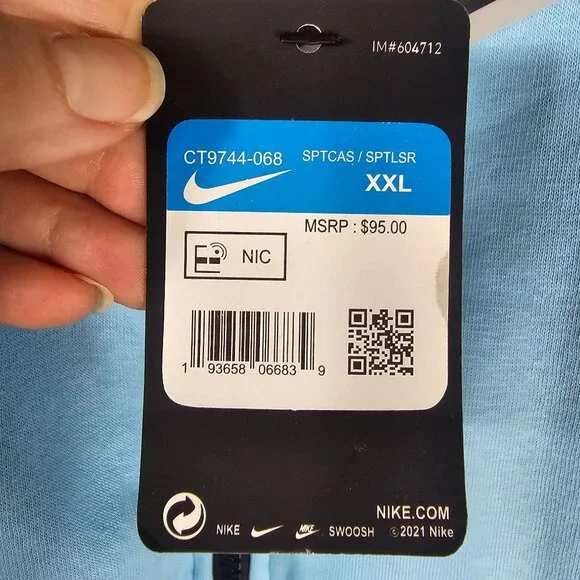 IM#604712
CT9744-068 SPTCAS / SPTLSR
XXL
MSRP : $95.00
NIC
1 93658 06683 9
NIKE.COM
NIKE NIKE SWOOSH ©2021 Nike